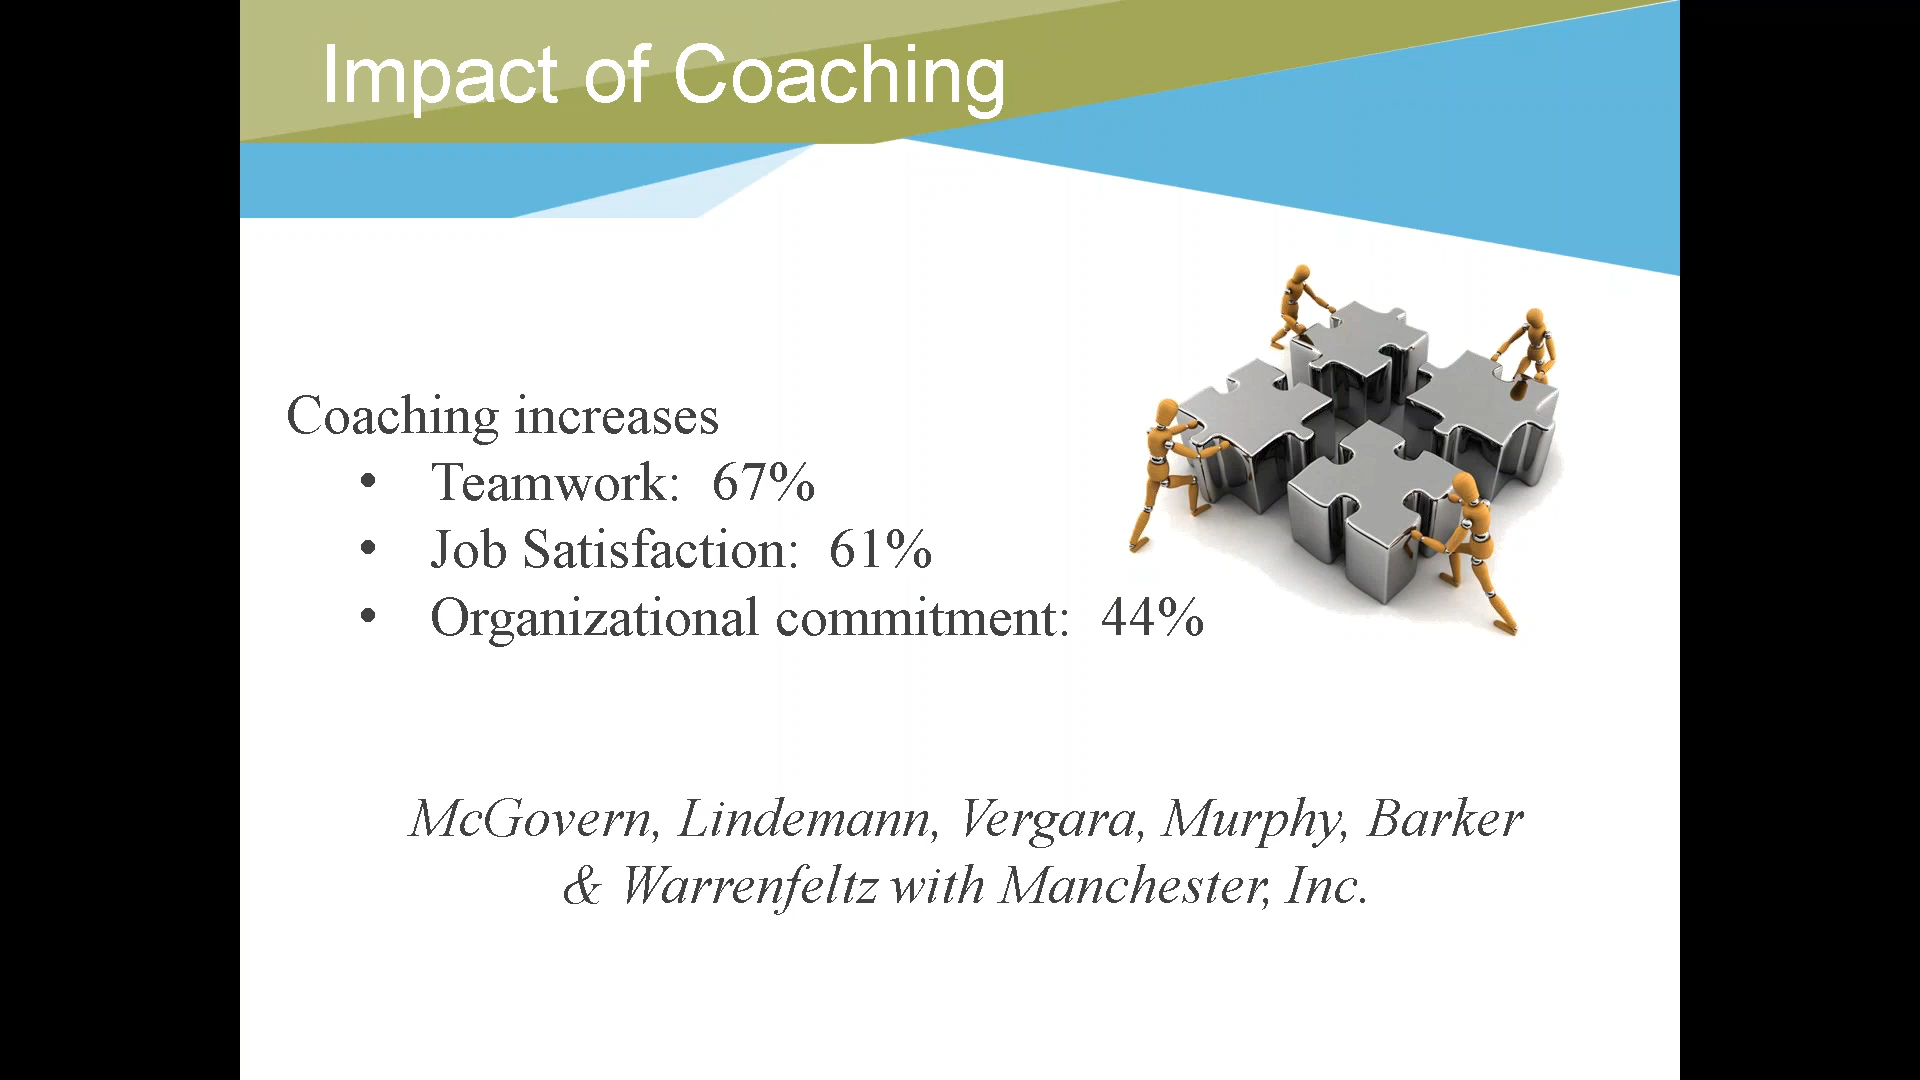 Impact of Coaching
Coaching increases
• Teamwork: 67%
• Job Satisfaction: 61%
• Organizational commitment: 44%
McGovern, Lindemann, Vergara, Murphy, Barker
& Warrenfeltz with Manchester, Inc.